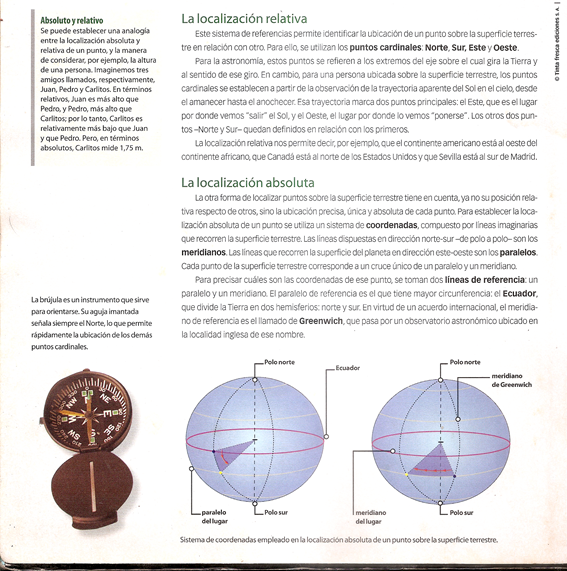 Absoluto y relativo
Se puede establecer una analogía
entre la localización absoluta y
relativa de un punto, y la manera
de considerar, por ejemplo, la altura
de una persona. Imaginemos tres
amigos llamados, respectivamente,
Juan, Pedro y Carlitos. En términos
relativos, Juan es más alto que
Pedro, y Pedro, más alto que
Carlitos; por lo tanto, Carlitos es
relativamente más bajo que Juan
y que Pedro. Pero, en términos
absolutos, Carlitos mide 1,75 m.
La localización relativa
Este sistema de referencias permite identificar la ubicación de un punto sobre la superficie terres-
tre en relación con otro. Para ello, se utilizan los puntos cardinales: Norte, Sur, Este y Oeste.
Para la astronomía, estos puntos se refieren a los extremos del eje sobre el cual gira la Tierra y
al sentido de ese giro. En cambio, para una persona ubicada sobre la superficie terrestre, los puntos
cardinales se establecen a partir de la observación de la trayectoria aparente del Sol en el cielo, desde
el amanecer hasta el anochecer. Esa trayectoria marca dos puntos principales: el Este, que es el lugar
por donde vemos "salir" el Sol, y el Oeste, el lugar por donde lo vemos "ponerse". Los otros dos pun-
tos –Norte y Sur– quedan definidos en relación con los primeros.
La localización relativa nos permite decir, por ejemplo, que el continente americano está al oeste del
continente africano, que Canadá está al norte de los Estados Unidos y que Sevilla está al sur de Madrid.
© Tinta fresca ediciones s. A.
La localización absoluta
La otra forma de localizar puntos sobre la superficie terrestre tiene en cuenta, ya no su posición rela-
tiva respecto de otros, sino la ubicación precisa, única y absoluta de cada punto. Para establecer la loca-
lización absoluta de un punto se utiliza un sistema de coordenadas, compuesto por líneas imaginarias
que recorren la superficie terrestre. Las líneas dispuestas en dirección norte-sur –de polo a polo– son los
meridianos. Las líneas que recorren la superficie del planeta en dirección este-oeste son los paralelos.
Cada punto de la superficie terrestre corresponde a un cruce único de un paralelo y un meridiano.
Para precisar cuáles son las coordenadas de ese punto, se toman dos líneas de referencia: un
paralelo y un meridiano. El paralelo de referencia es el que tiene mayor circunferencia: el Ecuador,
que divide la Tierra en dos hemisferios: norte y sur. En virtud de un acuerdo internacional, el meridia-
no de referencia es el llamado de Greenwich, que pasa por un observatorio astronómico ubicado en
la localidad inglesa de ese nombre.
La brújula es un instrumento que sirve
para orientarse. Su aguja imantada
señala siempre el Norte, lo que permite
rápidamente la ubicación de los demás
puntos cardinales.
NW
NE
W
E
SW
SE
Polo norte
Ecuador
paralelo
del lugar
Polo sur
Polo norte
meridiano
de Greenwich
meridiano
del lugar
Polo sur
Sistema de coordenadas empleado en la localización absoluta de un punto sobre la superficie terrestre.